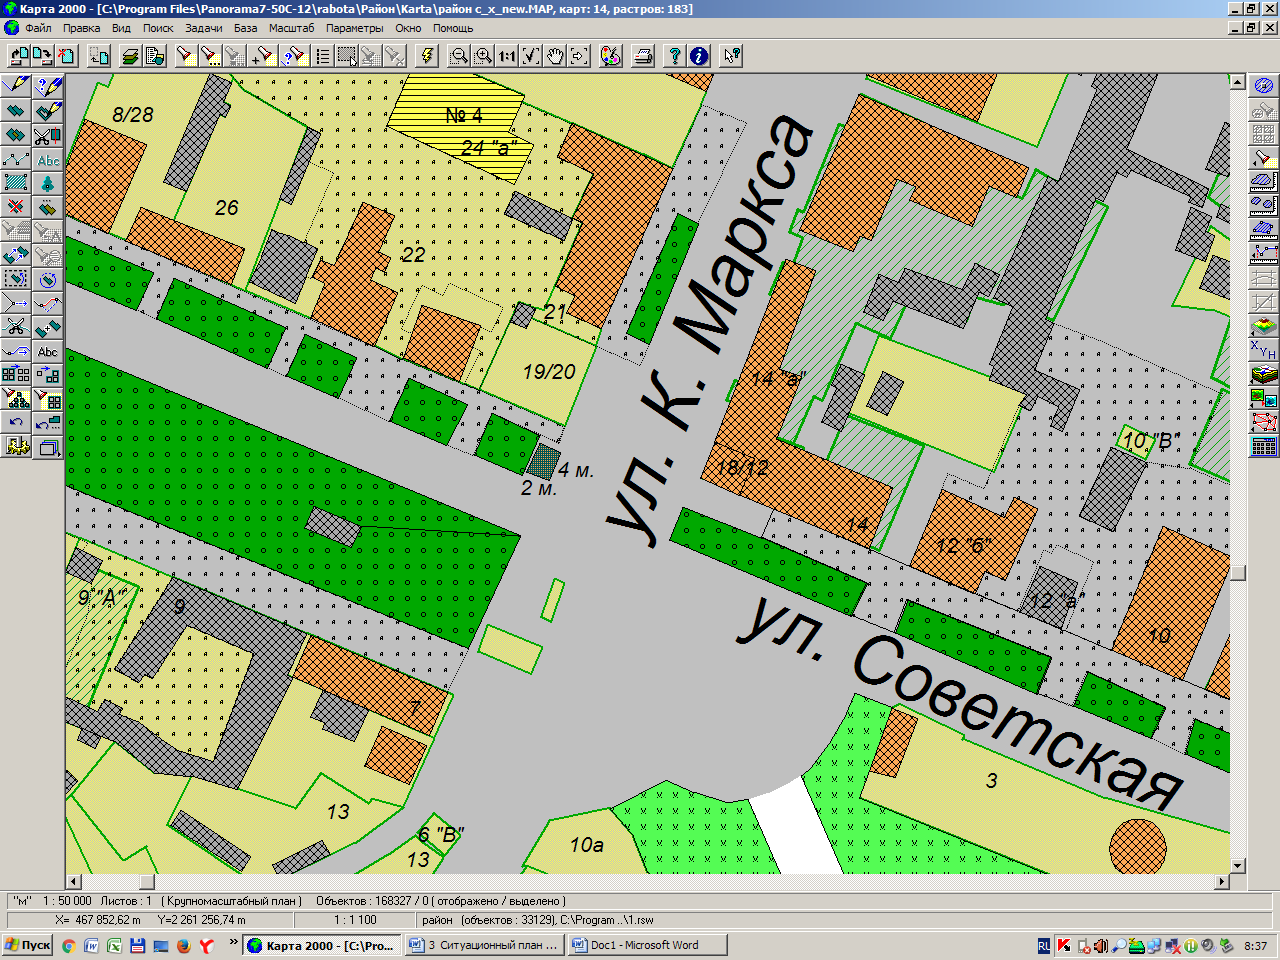 Карта 2000 - [C:\Program Files\Panorama7-50C-12\rabota\Район\Karta\район c_x_new.MAP, карт: 14, растров: 183]
Файл Правка Вид Поиск Задачи База Масштаб Параметры Окно Помощь
1:1
Abc
Abc
X Y H
8/28
№ 4
24 "а"
26
22
21
19/20
ул. К. Маркса
14 "а"
18/12
14
10 "В"
12 "б"
12 "а"
10
4 м.
2 м.
9 "А"
9
7
13
6 "В"
13
10а
3
ул. Советская
"м" 1 : 50 000 Листов : 1 ( Крупномасштабный план ) Объектов : 168327 / 0 ( отображено / выделено )
X= 467 852,62 m Y=2 261 256,74 m 1 : 1 100 район (объектов : 33129), C:\Program ..\1.rsw
Пуск » Карта 2000 - [C:\Pro... 3 Ситуационный план ... Doc1 - Microsoft Word RL 8:37